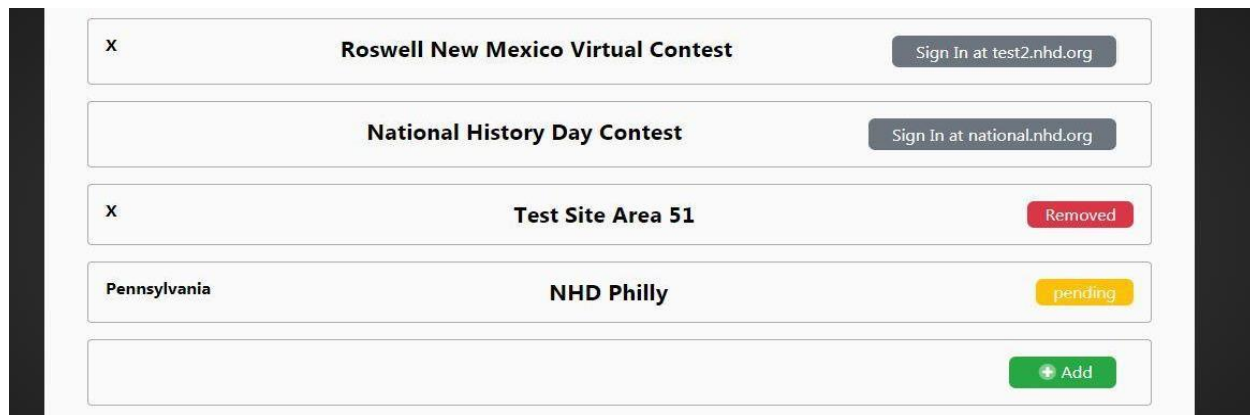 X Roswell New Mexico Virtual Contest Sign In at test2.nhd.org
National History Day Contest Sign In at national.nhd.org
X Test Site Area 51 Removed
Pennsylvania NHD Philly pending
Add